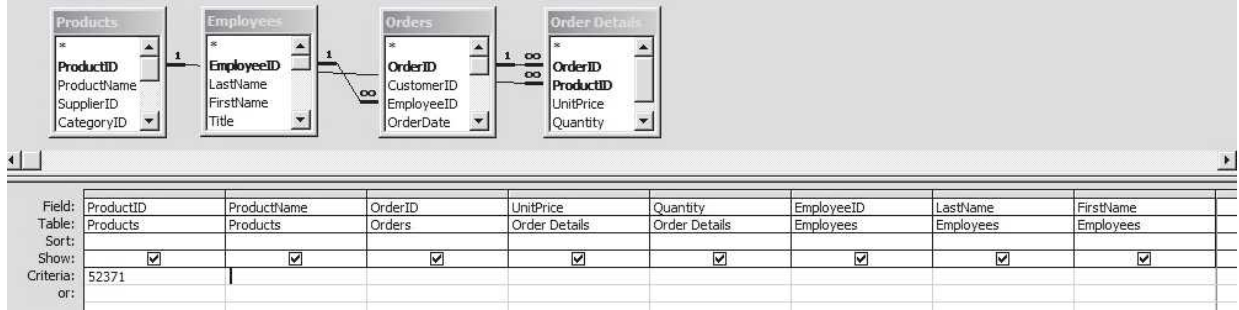 Products
*
ProductID
ProductName
SupplierID
CategoryID
1
Employees
*
EmployeeID
LastName
FirstName
Title
1
∞
Orders
*
OrderID
CustomerID
EmployeeID
OrderDate
1 ∞
∞
Order Details
*
OrderID
ProductID
UnitPrice
Quantity
Field: ProductID ProductName OrderID UnitPrice Quantity EmployeeID LastName FirstName
Table: Products Products Orders Order Details Order Details Employees Employees Employees
Sort:
Show:
Criteria: 52371
or: